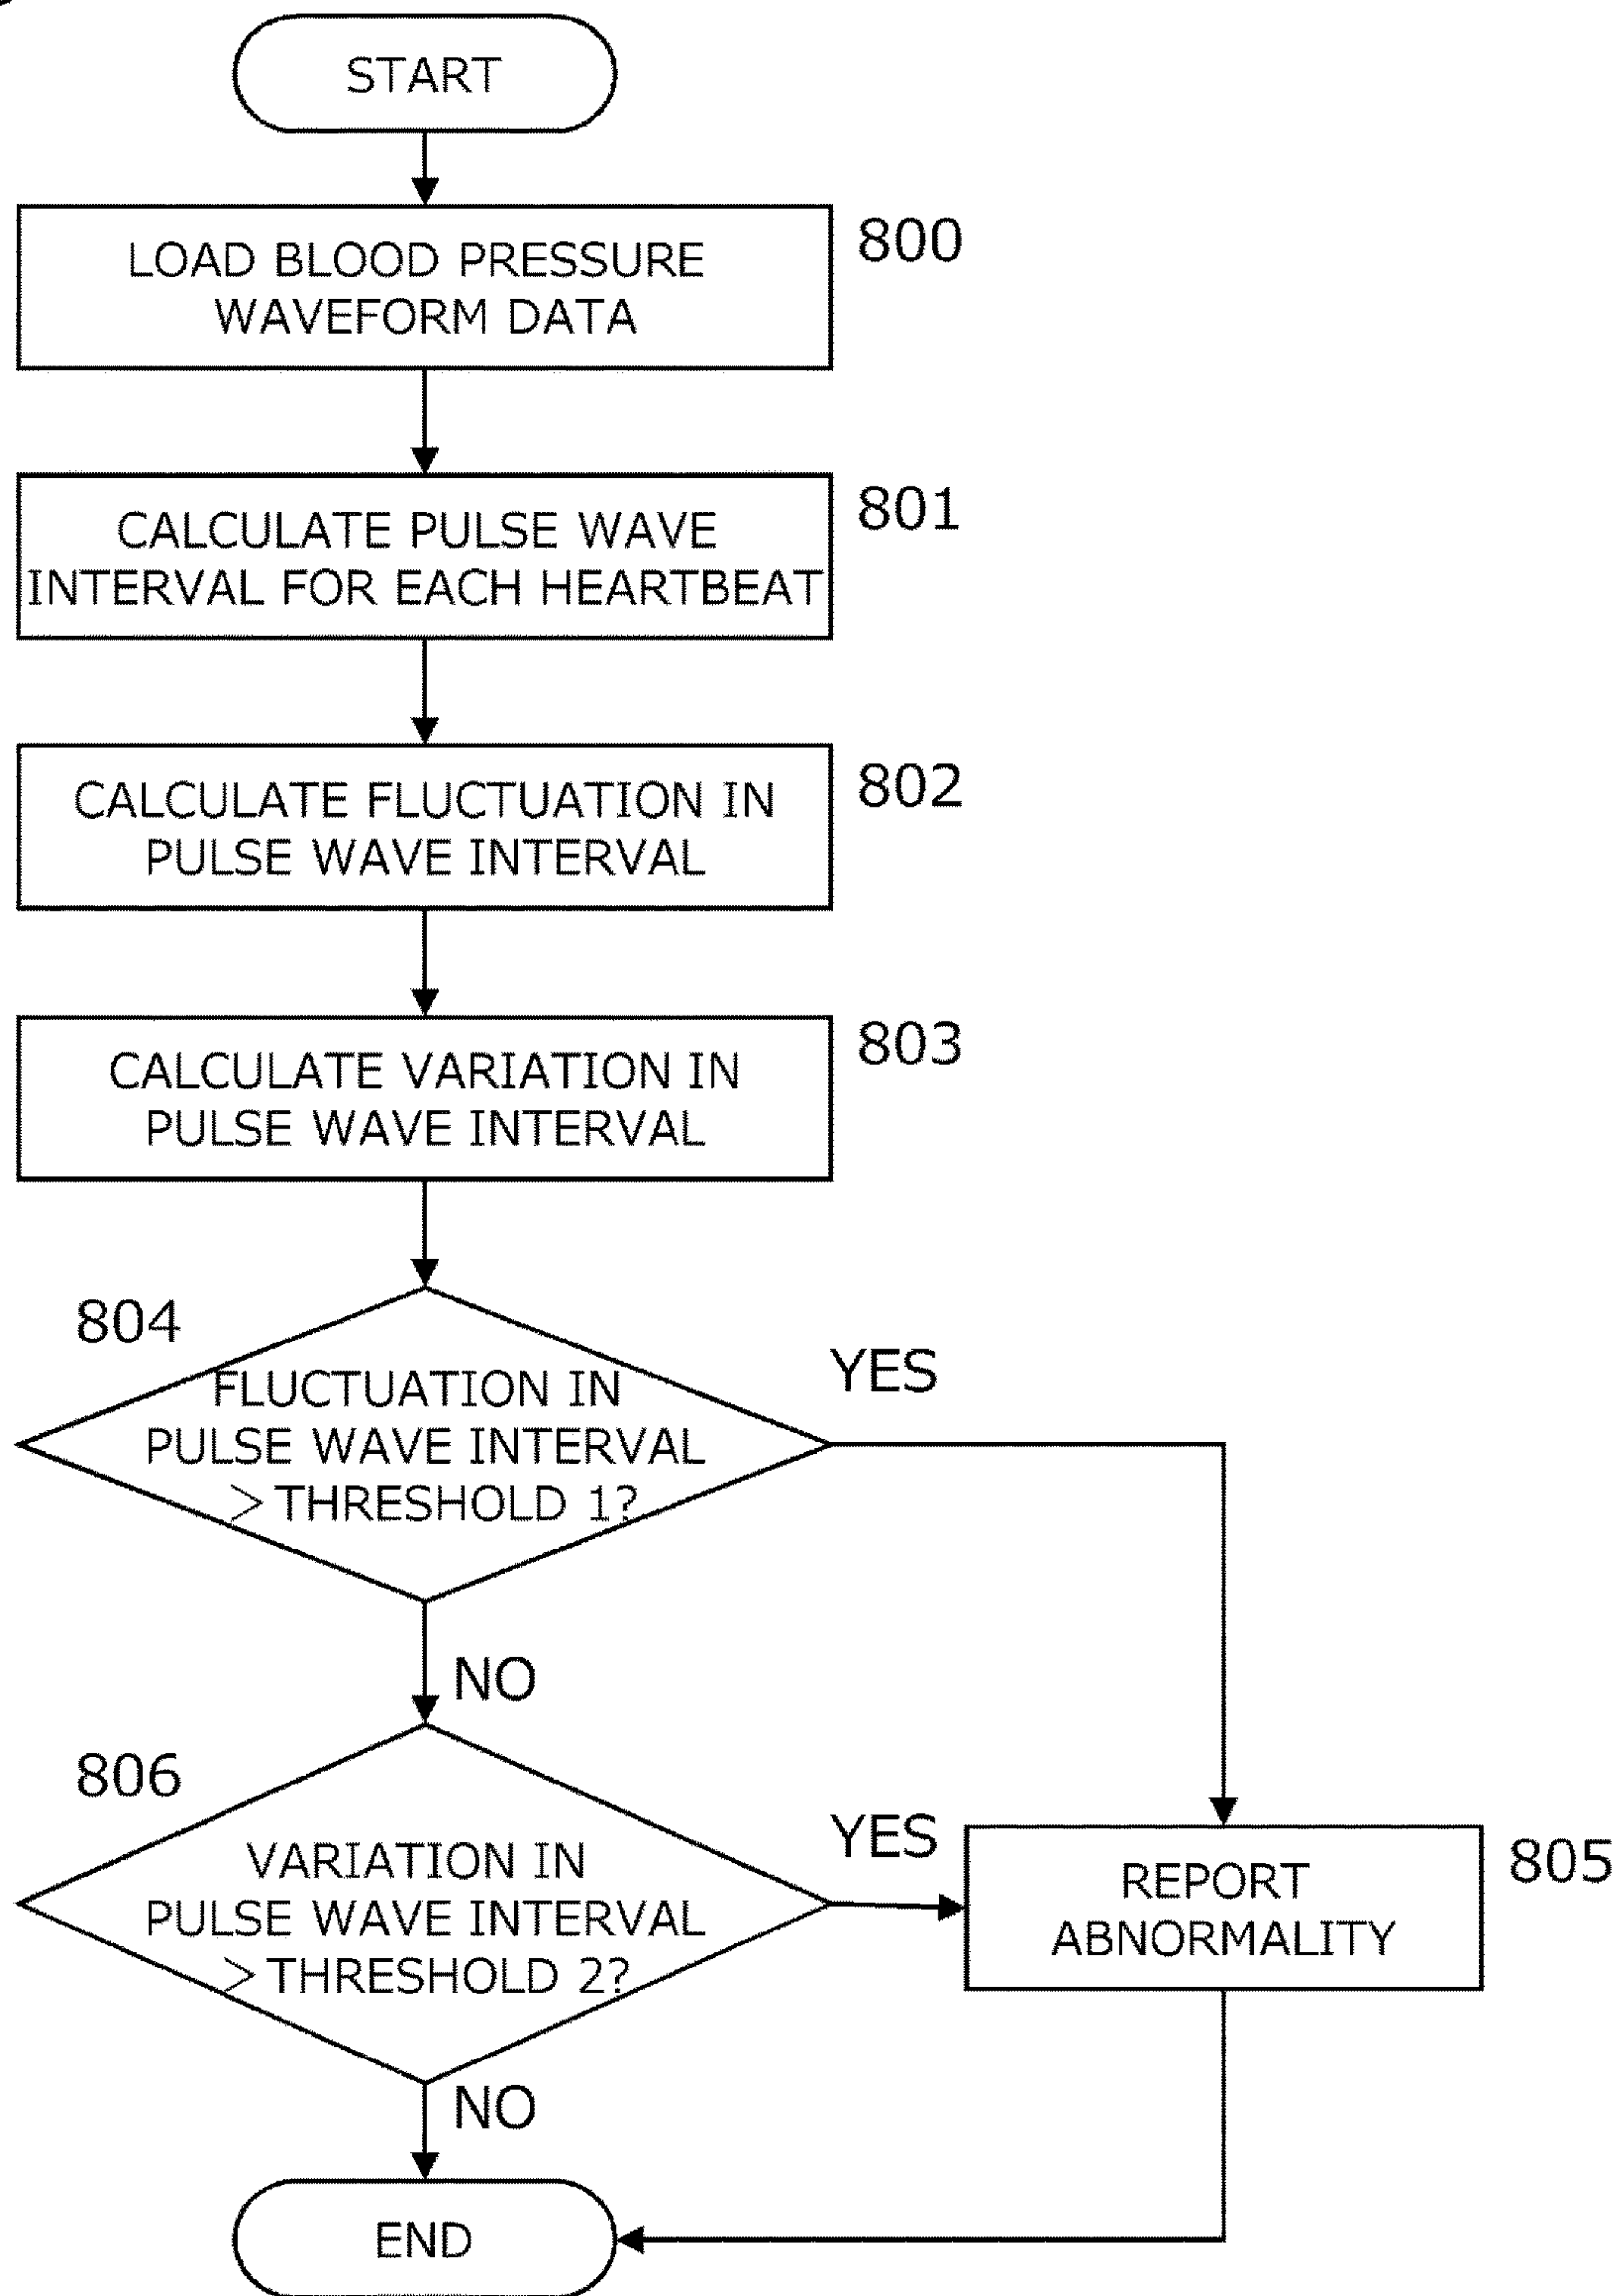 START
LOAD BLOOD PRESSURE
WAVEFORM DATA
800
CALCULATE PULSE WAVE
INTERVAL FOR EACH HEARTBEAT
801
CALCULATE FLUCTUATION IN
PULSE WAVE INTERVAL
802
CALCULATE VARIATION IN
PULSE WAVE INTERVAL
803
804
FLUCTUATION IN
PULSE WAVE INTERVAL
＞THRESHOLD 1?
YES
NO
806
VARIATION IN
PULSE WAVE INTERVAL
＞THRESHOLD 2?
YES
REPORT
ABNORMALITY
805
NO
END